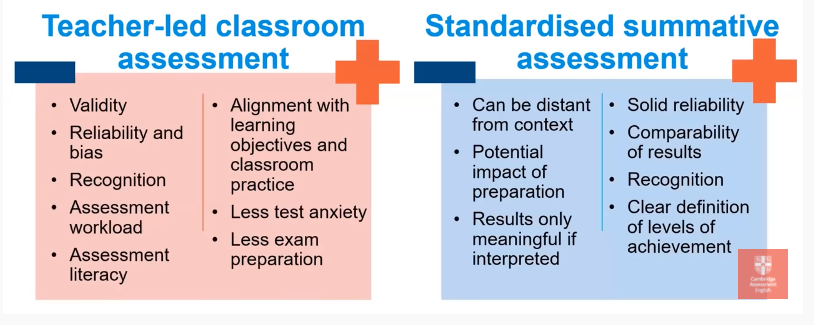 Teacher-led classroom
assessment
• Validity
• Reliability and
bias
• Recognition
• Assessment
workload
• Assessment
literacy
• Alignment with
learning
objectives and
classroom
practice
• Less test anxiety
• Less exam
preparation
Standardised summative
assessment
• Can be distant
from context
• Potential
impact of
preparation
• Results only
meaningful if
interpreted
• Solid reliability
• Comparability
of results
• Recognition
• Clear definition
of levels of
achievement
Cambridge
Assessment
English